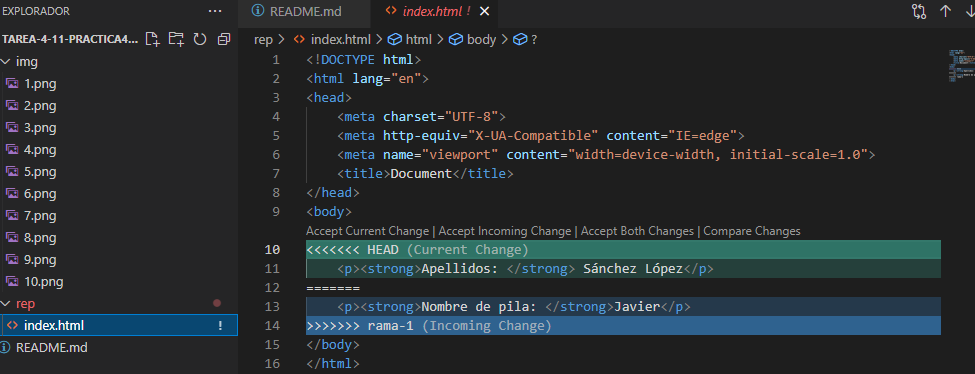 EXPLORADOR ...
TAREA-4-11-PRACTICA4...
img
1.png
2.png
3.png
4.png
5.png
6.png
7.png
8.png
9.png
10.png
rep
index.html !
README.md
README.md index.html !
rep > index.html > html > body > ?
1 <!DOCTYPE html>
2 <html lang="en">
3 <head>
4 <meta charset="UTF-8">
5 <meta http-equiv="X-UA-Compatible" content="IE=edge">
6 <meta name="viewport" content="width=device-width, initial-scale=1.0">
7 <title>Document</title>
8 </head>
9 <body>
Accept Current Change | Accept Incoming Change | Accept Both Changes | Compare Changes
10 <<<<<<< HEAD (Current Change)
11 <p><strong>Apellidos: </strong> Sánchez López</p>
12 =======
13 <p><strong>Nombre de pila: </strong>Javier</p>
14 >>>>>>> rama-1 (Incoming Change)
15 </body>
16 </html>